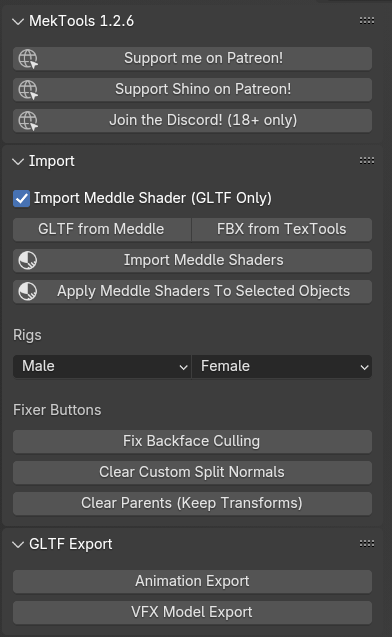 MekTools 1.2.6
Support me on Patreon!
Support Shino on Patreon!
Join the Discord! (18+ only)
Import
Import Meddle Shader (GLTF Only)
GLTF from Meddle FBX from TexTools
Import Meddle Shaders
Apply Meddle Shaders To Selected Objects
Rigs
Male Female
Fixer Buttons
Fix Backface Culling
Clear Custom Split Normals
Clear Parents (Keep Transforms)
GLTF Export
Animation Export
VFX Model Export